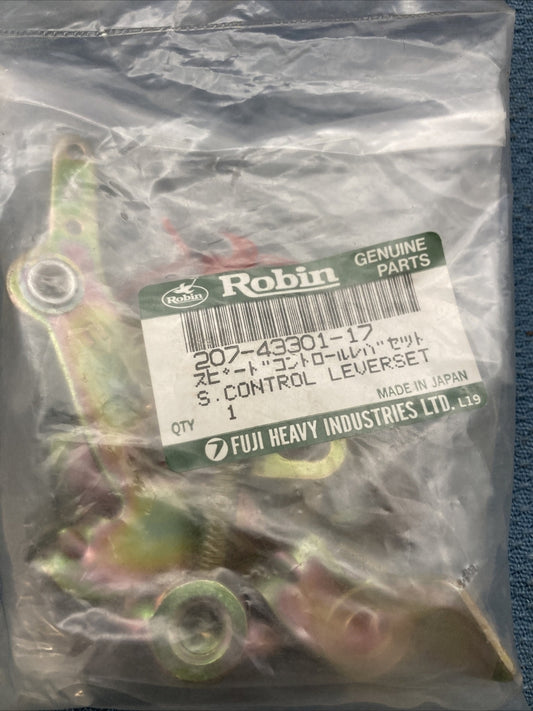 Robin
Robin
GENUINE
PARTS
207-43301-17
スピードコントロールレバセット
S.CONTROL LEVERSET
MADE IN JAPAN
QTY 1
FUJI HEAVY INDUSTRIES LTD. L19